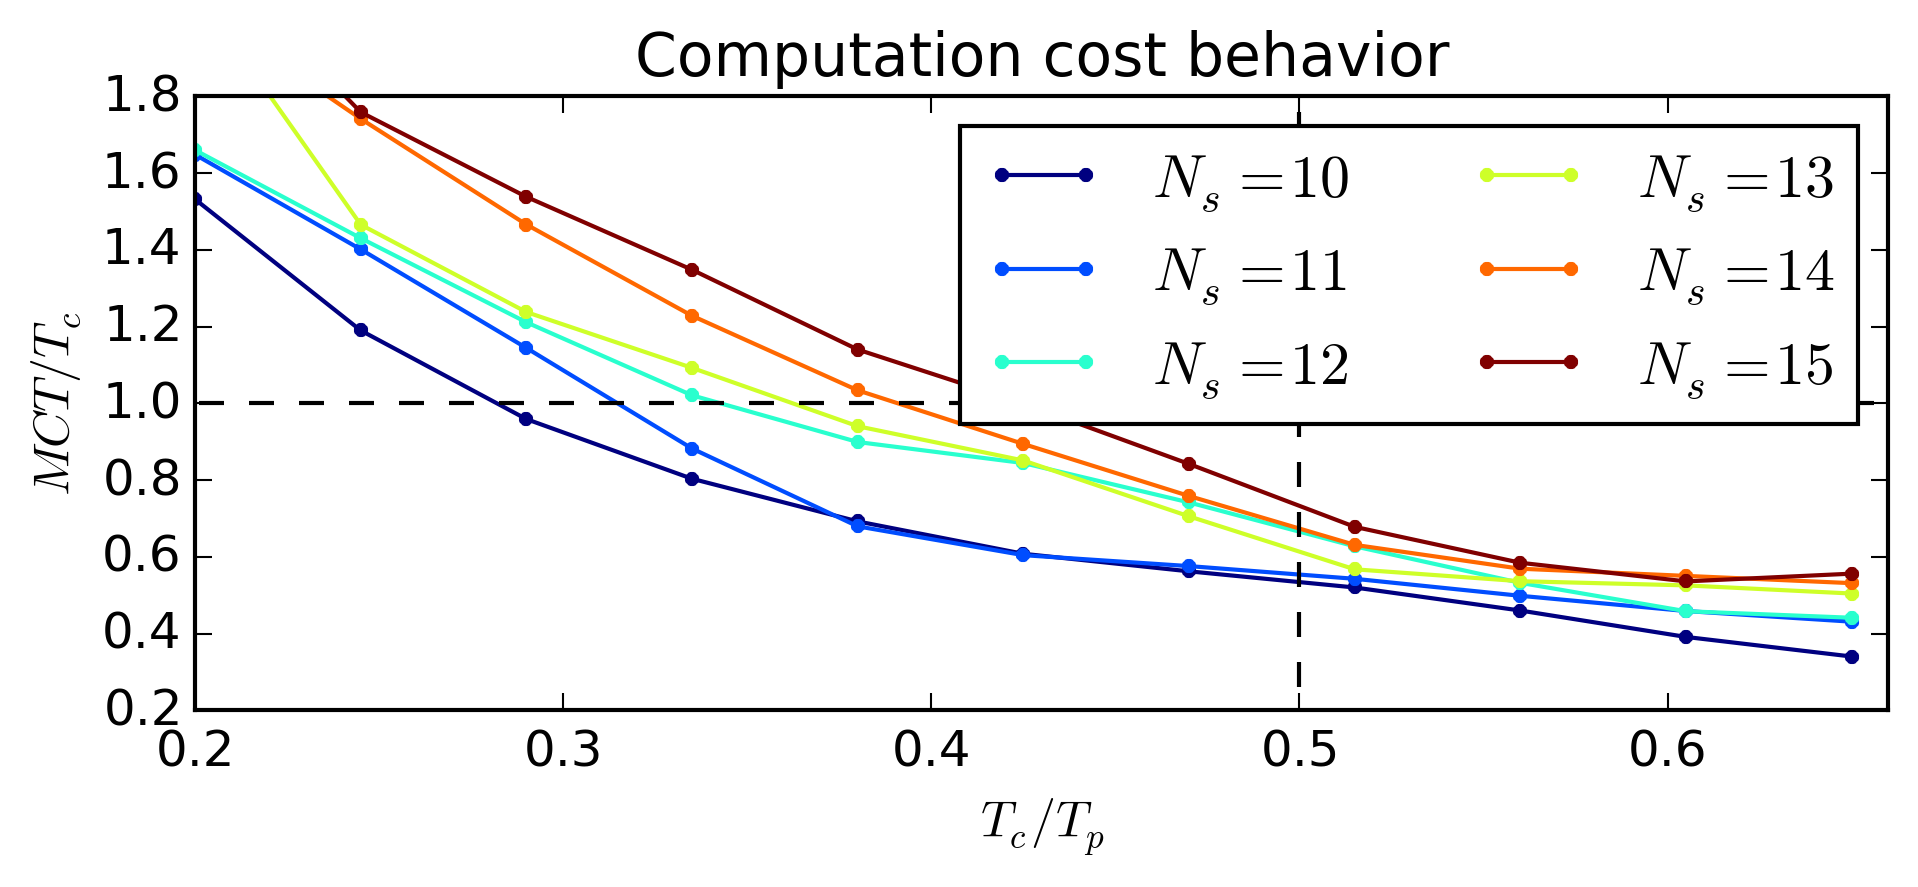 Computation cost behavior
MCT/T_c
1.8
1.6
1.4
1.2
1.0
0.8
0.6
0.4
0.2
N_s = 10
N_s = 11
N_s = 12
N_s = 13
N_s = 14
N_s = 15
0.2 0.3 0.4 0.5 0.6
T_c/T_p